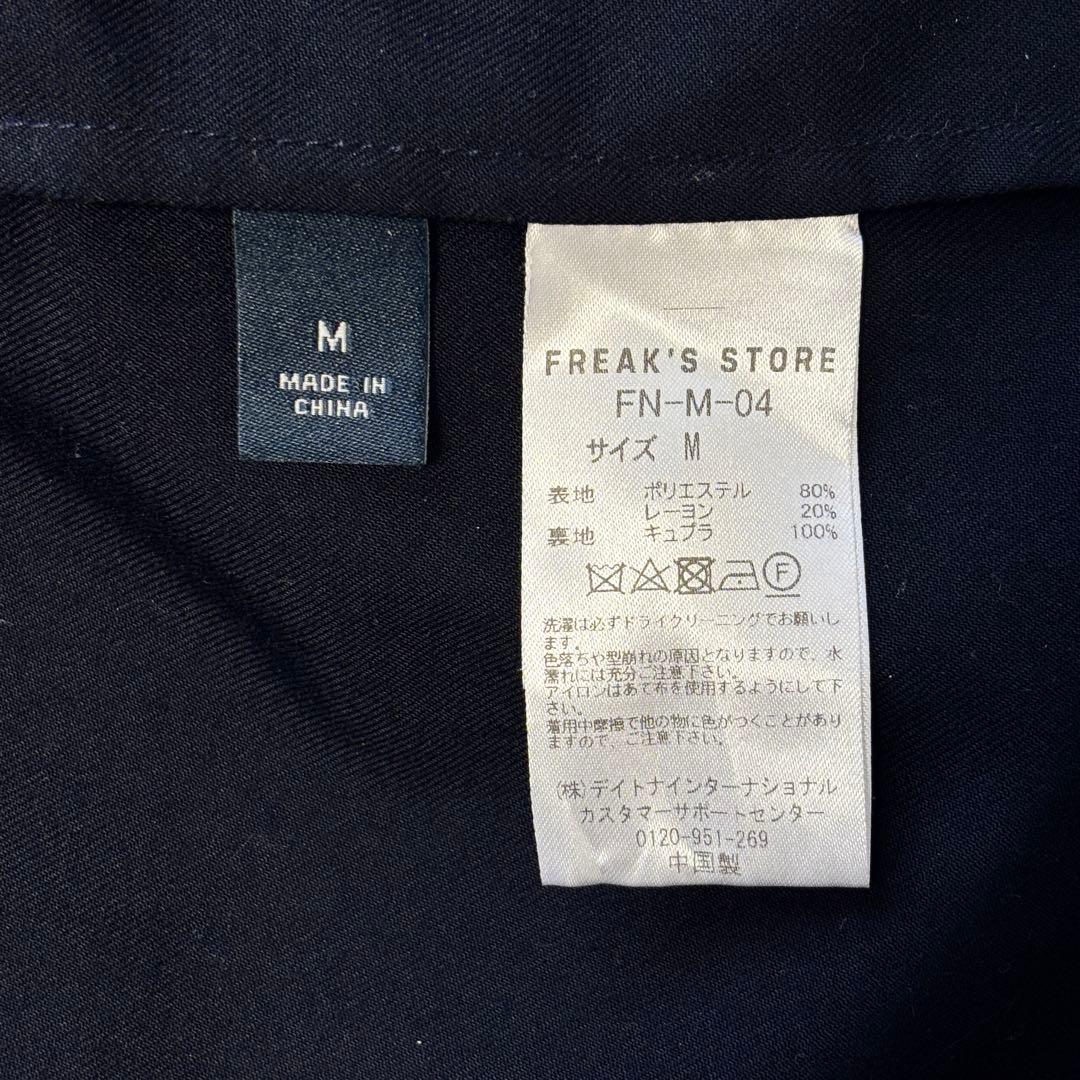 M
MADE IN
CHINA
FREAK'S STORE
FN-M-04
サイズ M
表地 ポリエステル 80%
レーヨン 20%
裏地 キュプラ 100%
F
洗濯は必ずドライクリーニングでお願いし
ます。
色落ちや型崩れの原因となりますので、水
濡れには充分ご注意下さい。
アイロンはあて布を使用するようにして下
さい。
着用中摩擦で他の物に色がつくことがあり
ますので、ご注意下さい。
(株)デイトナインターナショナル
カスタマーサポートセンター
0120-951-269
中国製